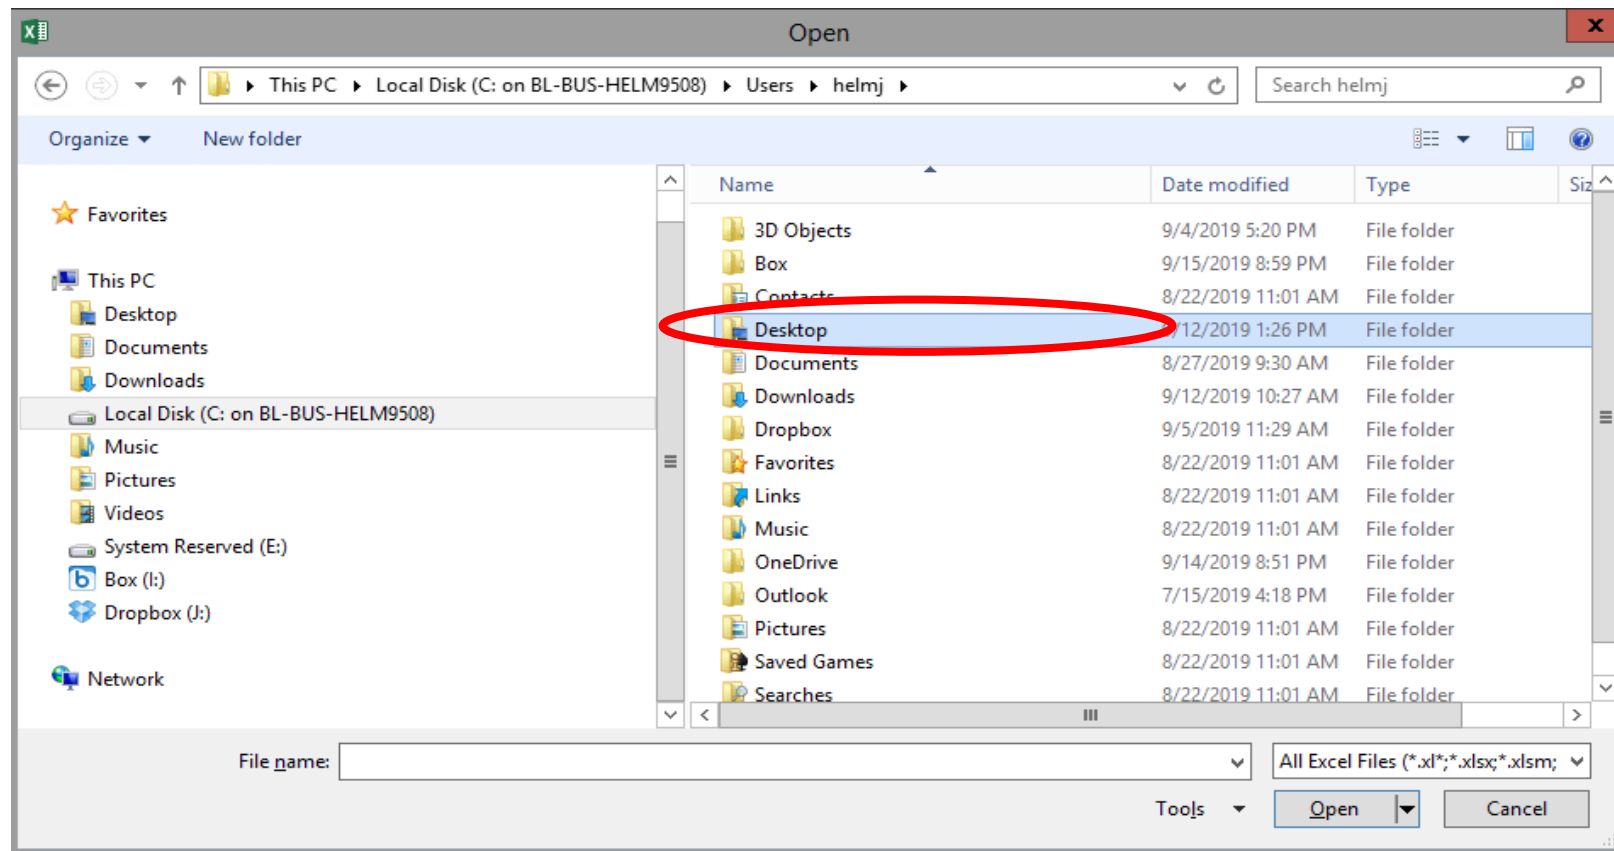 Open
This PC Local Disk (C: on BL-BUS-HELM9508) Users helmj
Search helmj
Organize
New folder
Favorites
This PC
Desktop
Documents
Downloads
Local Disk (C: on BL-BUS-HELM9508)
Music
Pictures
Videos
System Reserved (E:)
Box (I:)
Dropbox (J:)
Network
Name Date modified Type Siz
3D Objects 9/4/2019 5:20 PM File folder
Box 9/15/2019 8:59 PM File folder
Contacts 8/22/2019 11:01 AM File folder
Desktop /12/2019 1:26 PM File folder
Documents 8/27/2019 9:30 AM File folder
Downloads 9/12/2019 10:27 AM File folder
Dropbox 9/5/2019 11:29 AM File folder
Favorites 8/22/2019 11:01 AM File folder
Links 8/22/2019 11:01 AM File folder
Music 8/22/2019 11:01 AM File folder
OneDrive 9/14/2019 8:51 PM File folder
Outlook 7/15/2019 4:18 PM File folder
Pictures 8/22/2019 11:01 AM File folder
Saved Games 8/22/2019 11:01 AM File folder
Searches 8/22/2019 11:01 AM File folder
File name:
All Excel Files (*.xl*;*.xlsx;*.xlsm;
Tools Open Cancel